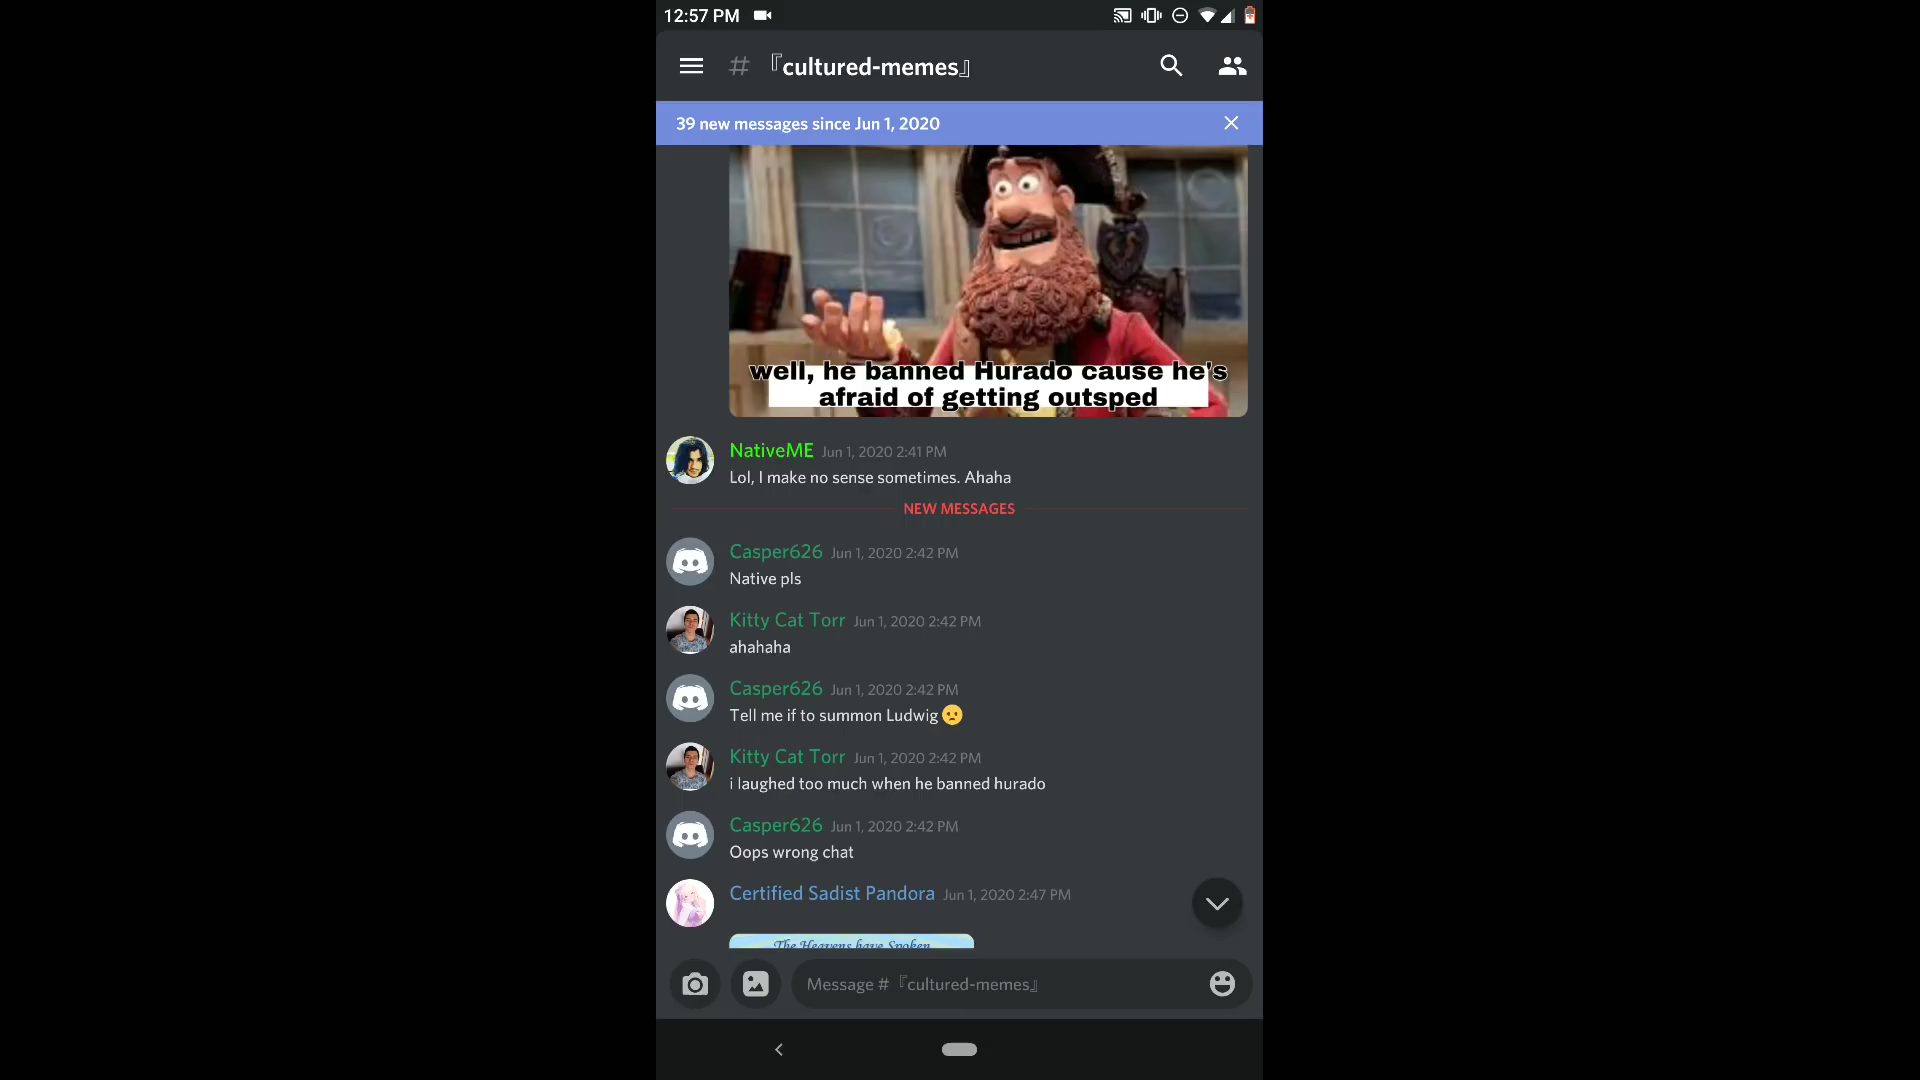 12:57 PM
# 『cultured-memes』
39 new messages since Jun 1, 2020
well, he banned Hurado cause he's
afraid of getting outsped
NativeME Jun 1, 2020 2:41 PM
Lol, I make no sense sometimes. Ahaha
NEW MESSAGES
Casper626 Jun 1, 2020 2:42 PM
Native pls
Kitty Cat Torr Jun 1, 2020 2:42 PM
ahahaha
Casper626 Jun 1, 2020 2:42 PM
Tell me if to summon Ludwig
Kitty Cat Torr Jun 1, 2020 2:42 PM
i laughed too much when he banned hurado
Casper626 Jun 1, 2020 2:42 PM
Oops wrong chat
Certified Sadist Pandora Jun 1, 2020 2:47 PM
The Heavens have Spoken
Message # 『cultured-memes』